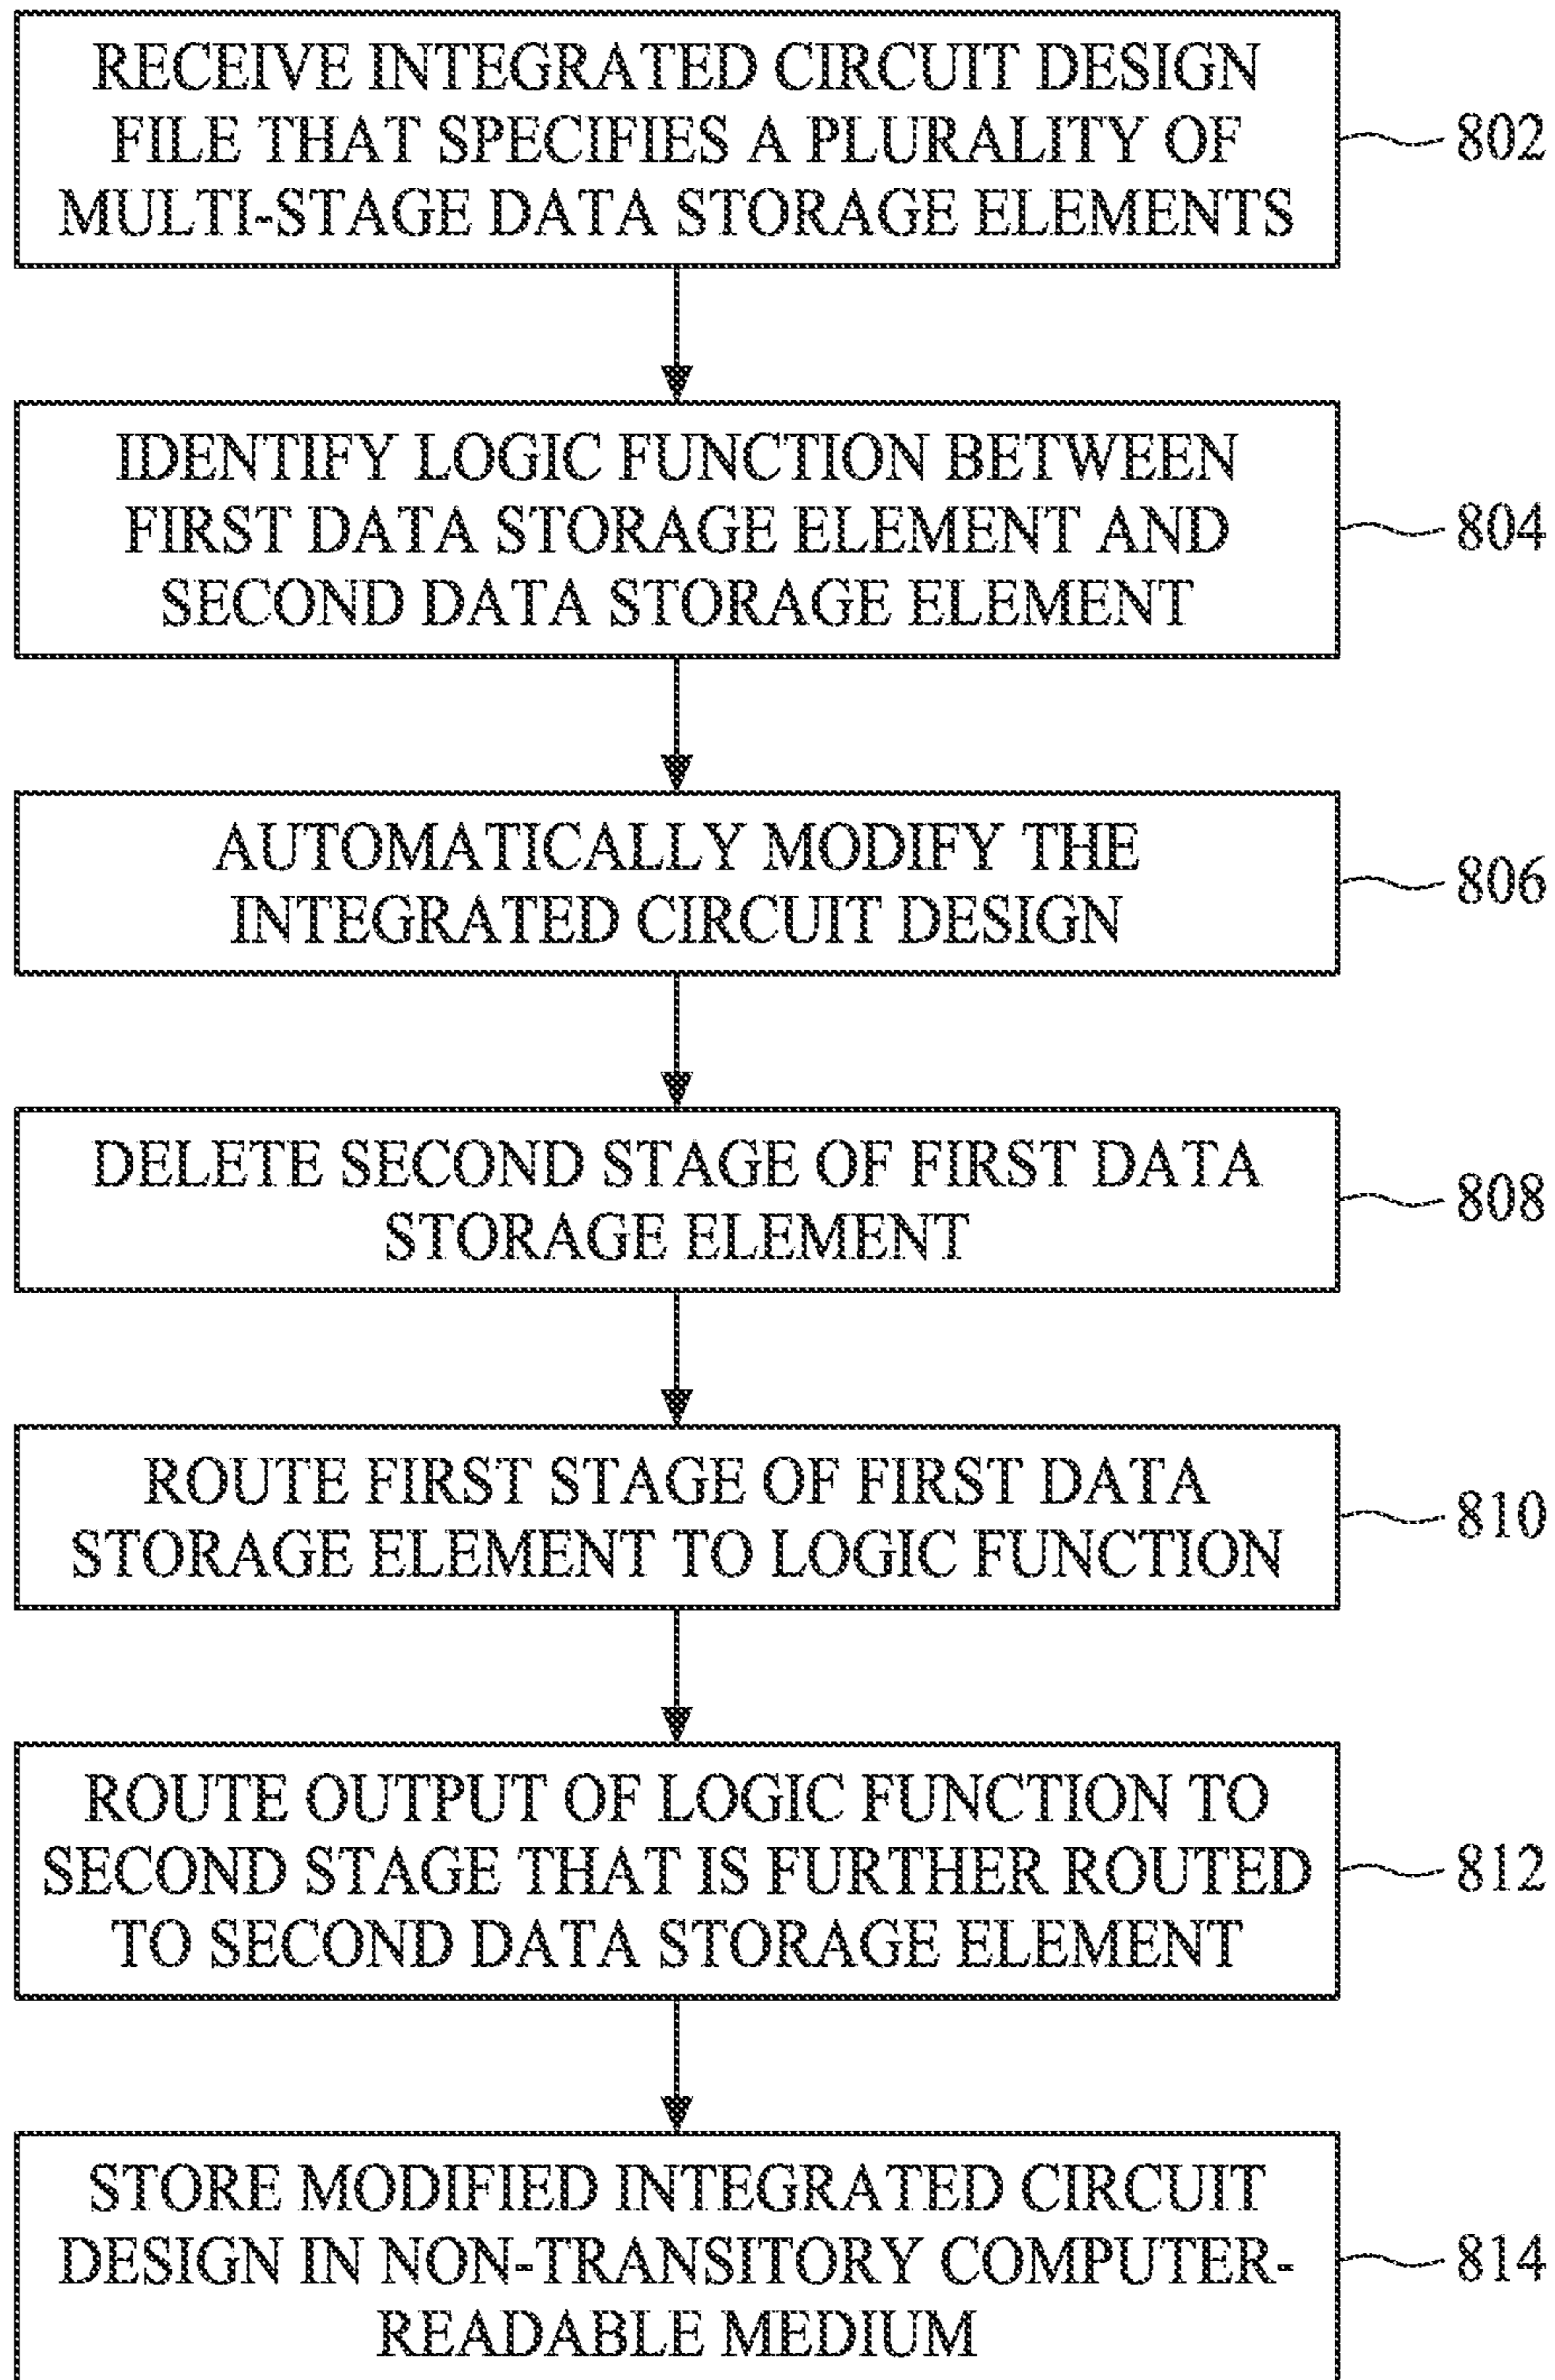 RECEIVE INTEGRATED CIRCUIT DESIGN
FILE THAT SPECIFIES A PLURALITY OF
MULTI-STAGE DATA STORAGE ELEMENTS
802
IDENTIFY LOGIC FUNCTION BETWEEN
FIRST DATA STORAGE ELEMENT AND
SECOND DATA STORAGE ELEMENT
804
AUTOMATICALLY MODIFY THE
INTEGRATED CIRCUIT DESIGN
806
DELETE SECOND STAGE OF FIRST DATA
STORAGE ELEMENT
808
ROUTE FIRST STAGE OF FIRST DATA
STORAGE ELEMENT TO LOGIC FUNCTION
810
ROUTE OUTPUT OF LOGIC FUNCTION TO
SECOND STAGE THAT IS FURTHER ROUTED
TO SECOND DATA STORAGE ELEMENT
812
STORE MODIFIED INTEGRATED CIRCUIT
DESIGN IN NON-TRANSITORY COMPUTER-
READABLE MEDIUM
814